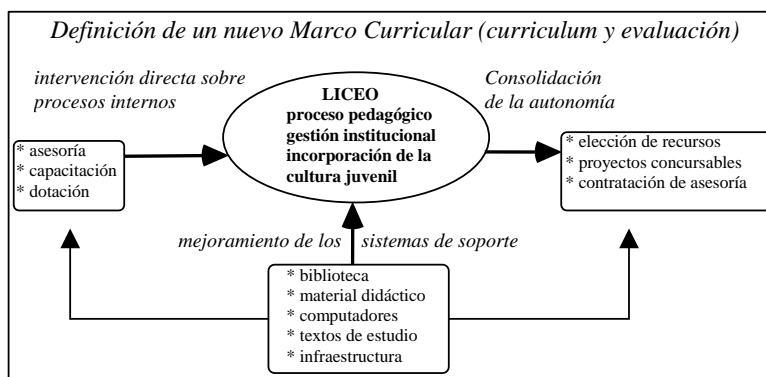 Definición de un nuevo Marco Curricular (curriculum y evaluación)
intervención directa sobre
procesos internos
LICEO
proceso pedagógico
gestión institucional
incorporación de la
cultura juvenil
Consolidación
de la autonomía
* asesoría
* capacitación
* dotación
* elección de recursos
* proyectos concursables
* contratación de asesoría
mejoramiento de los sistemas de soporte
* biblioteca
* material didáctico
* computadores
* textos de estudio
* infraestructura